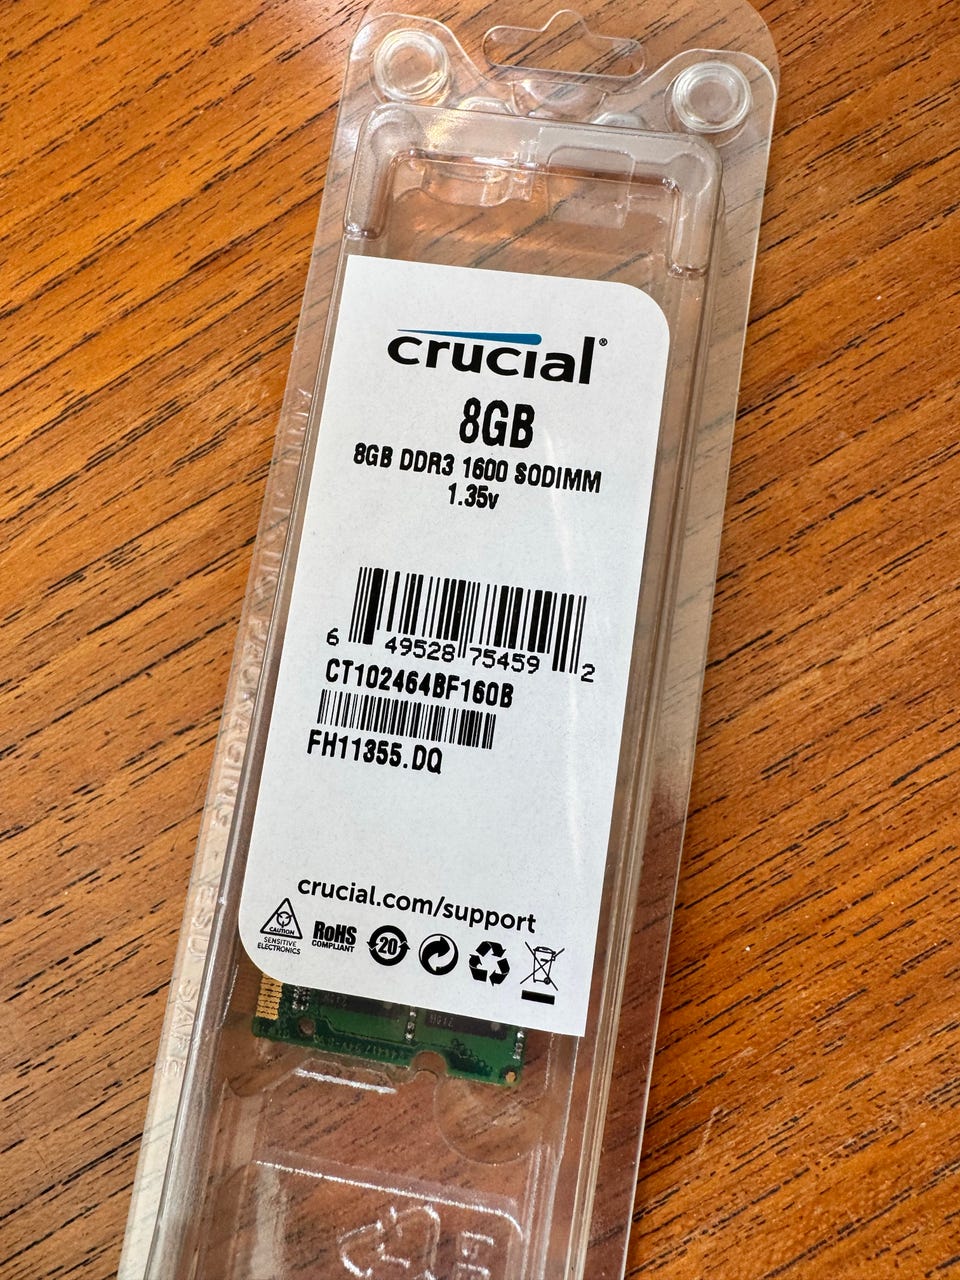 crucial®
8GB
8GB DDR3 1600 SODIMM
1.35v
6 49528 75459 2
CT102464BF160B
FH11355.DQ
crucial.com/support
CAUTION
SENSITIVE
ELECTRONICS
RoHS
COMPLIANT
20